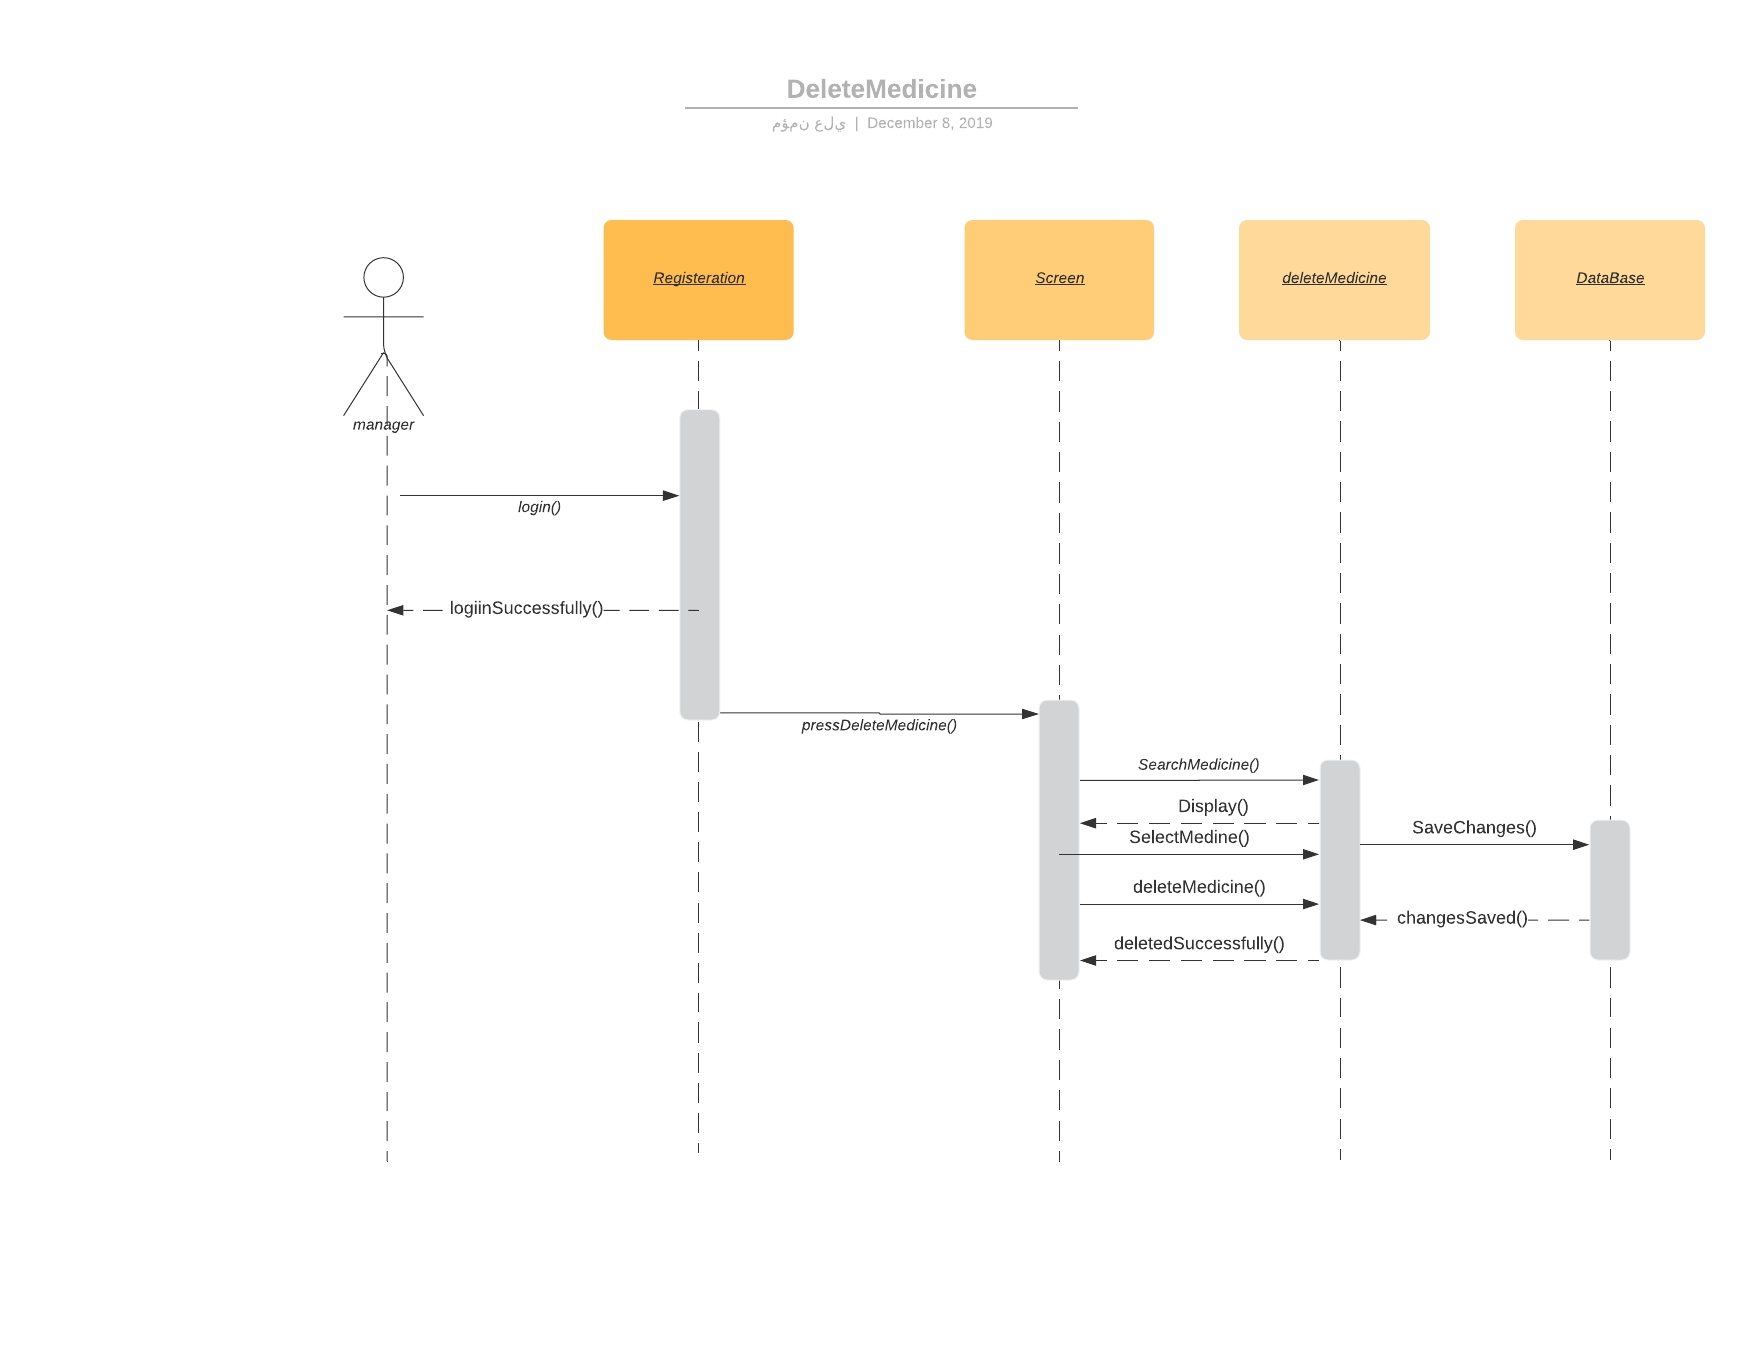 DeleteMedicine
مؤمن علي | December 8, 2019
Registeration
Screen
deleteMedicine
DataBase
manager
login()
logiinSuccessfully()
pressDeleteMedicine()
SearchMedicine()
Display()
SelectMedine()
SaveChanges()
deleteMedicine()
changesSaved()
deletedSuccessfully()